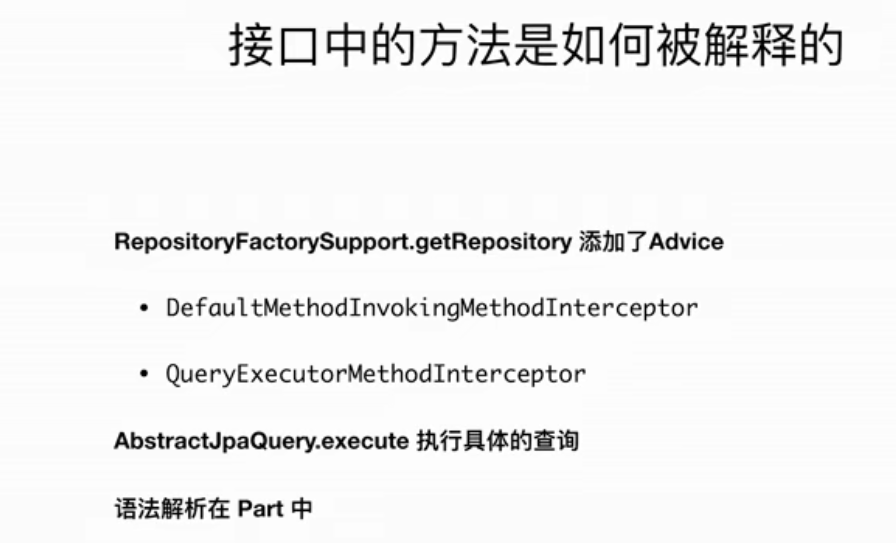 接口中的方法是如何被解释的
RepositoryFactorySupport.getRepository 添加了Advice
• DefaultMethodInvokingMethodInterceptor
• QueryExecutorMethodInterceptor
AbstractJpaQuery.execute 执行具体的查询
语法解析在 Part 中